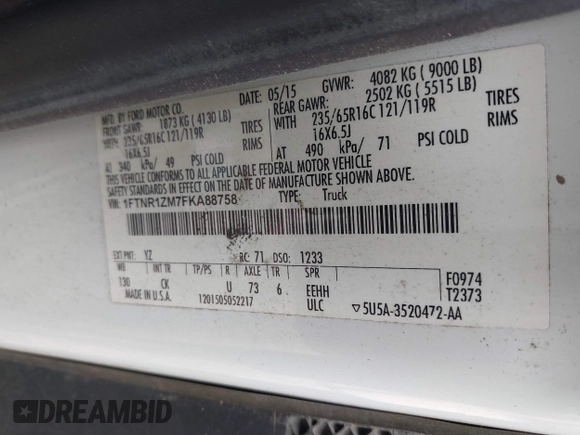 MFD. BY FORD MOTOR CO.
05/15
GVWR: 4082 KG ( 9000 LB)
FRONT GAWR: 1873 KG ( 4130 LB)
REAR GAWR: 2502 KG ( 5515 LB)
WITH 235/65R16C 121/119R TIRES
WITH 235/65R16C 121/119R TIRES
16X6.5J RIMS
16X6.5J RIMS
AT 340 kPa/ 49 PSI COLD
AT 490 kPa/ 71 PSI COLD
THIS VEHICLE CONFORMS TO ALL APPLICABLE FEDERAL MOTOR VEHICLE
SAFETY STANDARDS IN EFFECT ON THE DATE OF MANUFACTURE SHOWN ABOVE.
VIN: 1FTNR1ZM7FKA88758
TYPE: Truck
EXT PNT: YZ RC: 71 DSO: 1233
WB INT TR TP/PS R AXLE TR SPR
130 CK U 73 6 EEHH
F0974
T2373
MADE IN U.S.A. 1201505052217 ULC
▽5U5A-3520472-AA
DREAMBID